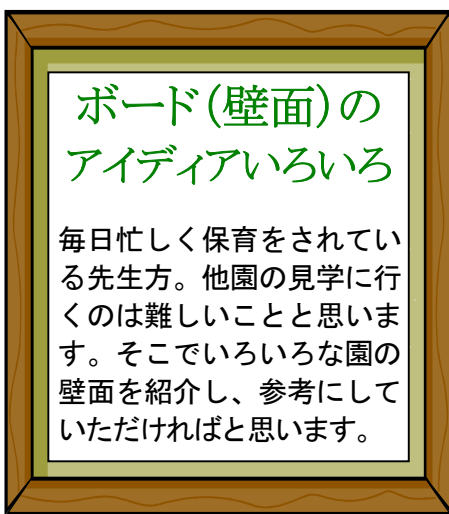 ボード（壁面）の
アイディアいろいろ
毎日忙しく保育をされてい
る先生方。他園の見学に行
くのは難しいことと思いま
す。そこでいろいろな園の
壁面を紹介し、参考にして
いただければと思います。